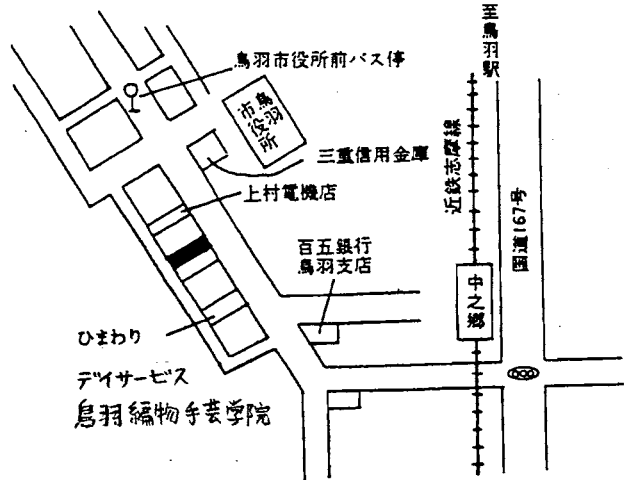 至鳥羽駅
鳥羽市役所前バス停
鳥羽
市役所
三重信用金庫
近鉄志摩線
国道167号
上村電機店
百五銀行
鳥羽支店
中之郷
ひまわり
デイサービス
鳥羽編物手芸学院